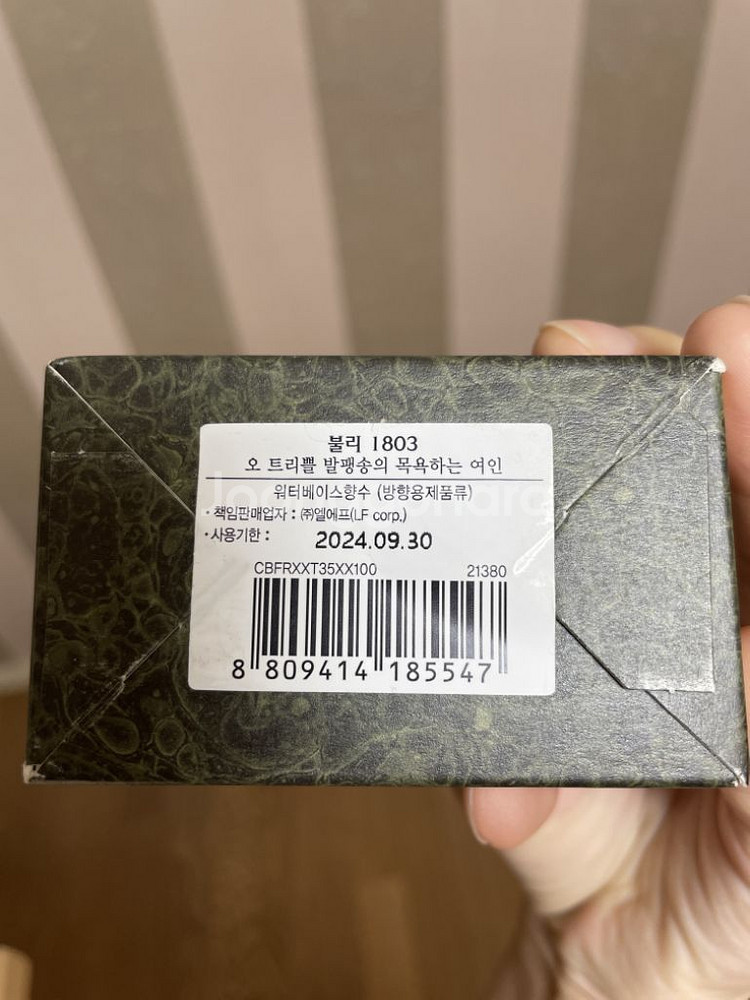 불리 1803
오 트리쁠 발팽송의 목욕하는 여인
워터베이스향수 (방향용제품류)
· 책임판매업자 : ㈜엘에프(LF corp.)
· 사용기한 : 2024.09.30
CBFRXXT35XX100 21380
8 809414 185547